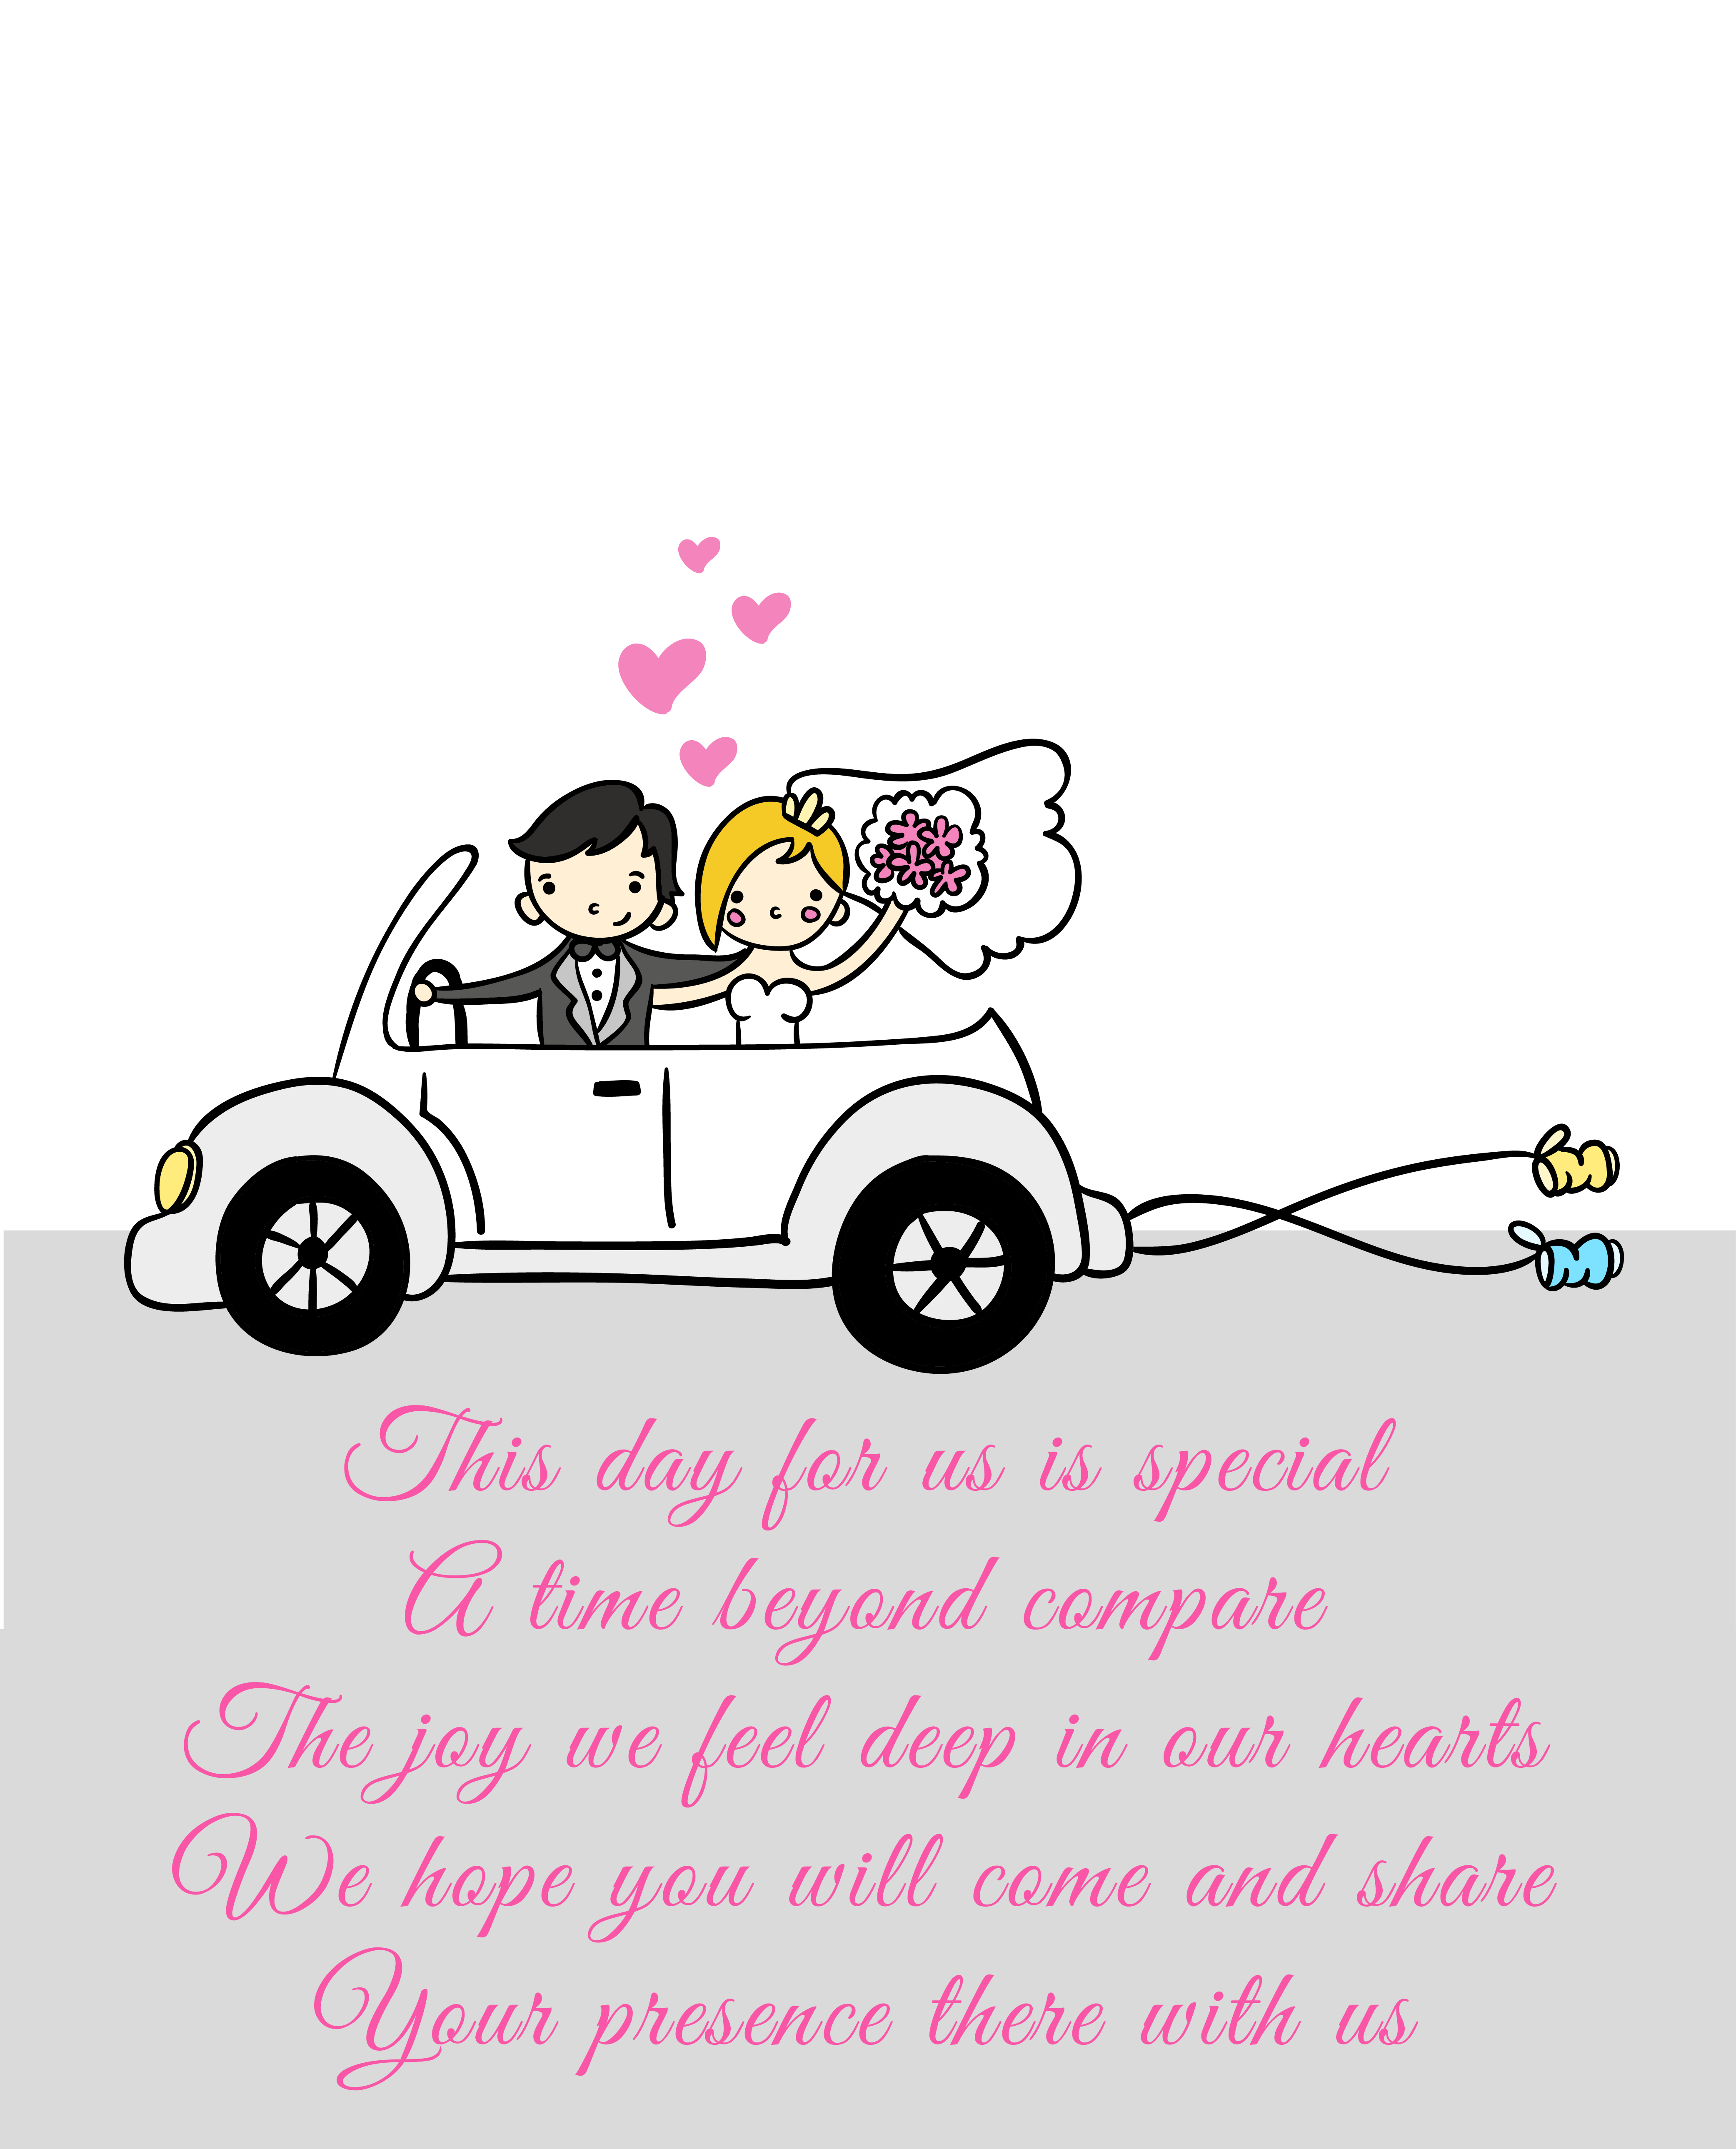 This day for us is special
A time beyond compare
The joy we feel deep in our hearts
We hope you will come and share
Your presence there with us